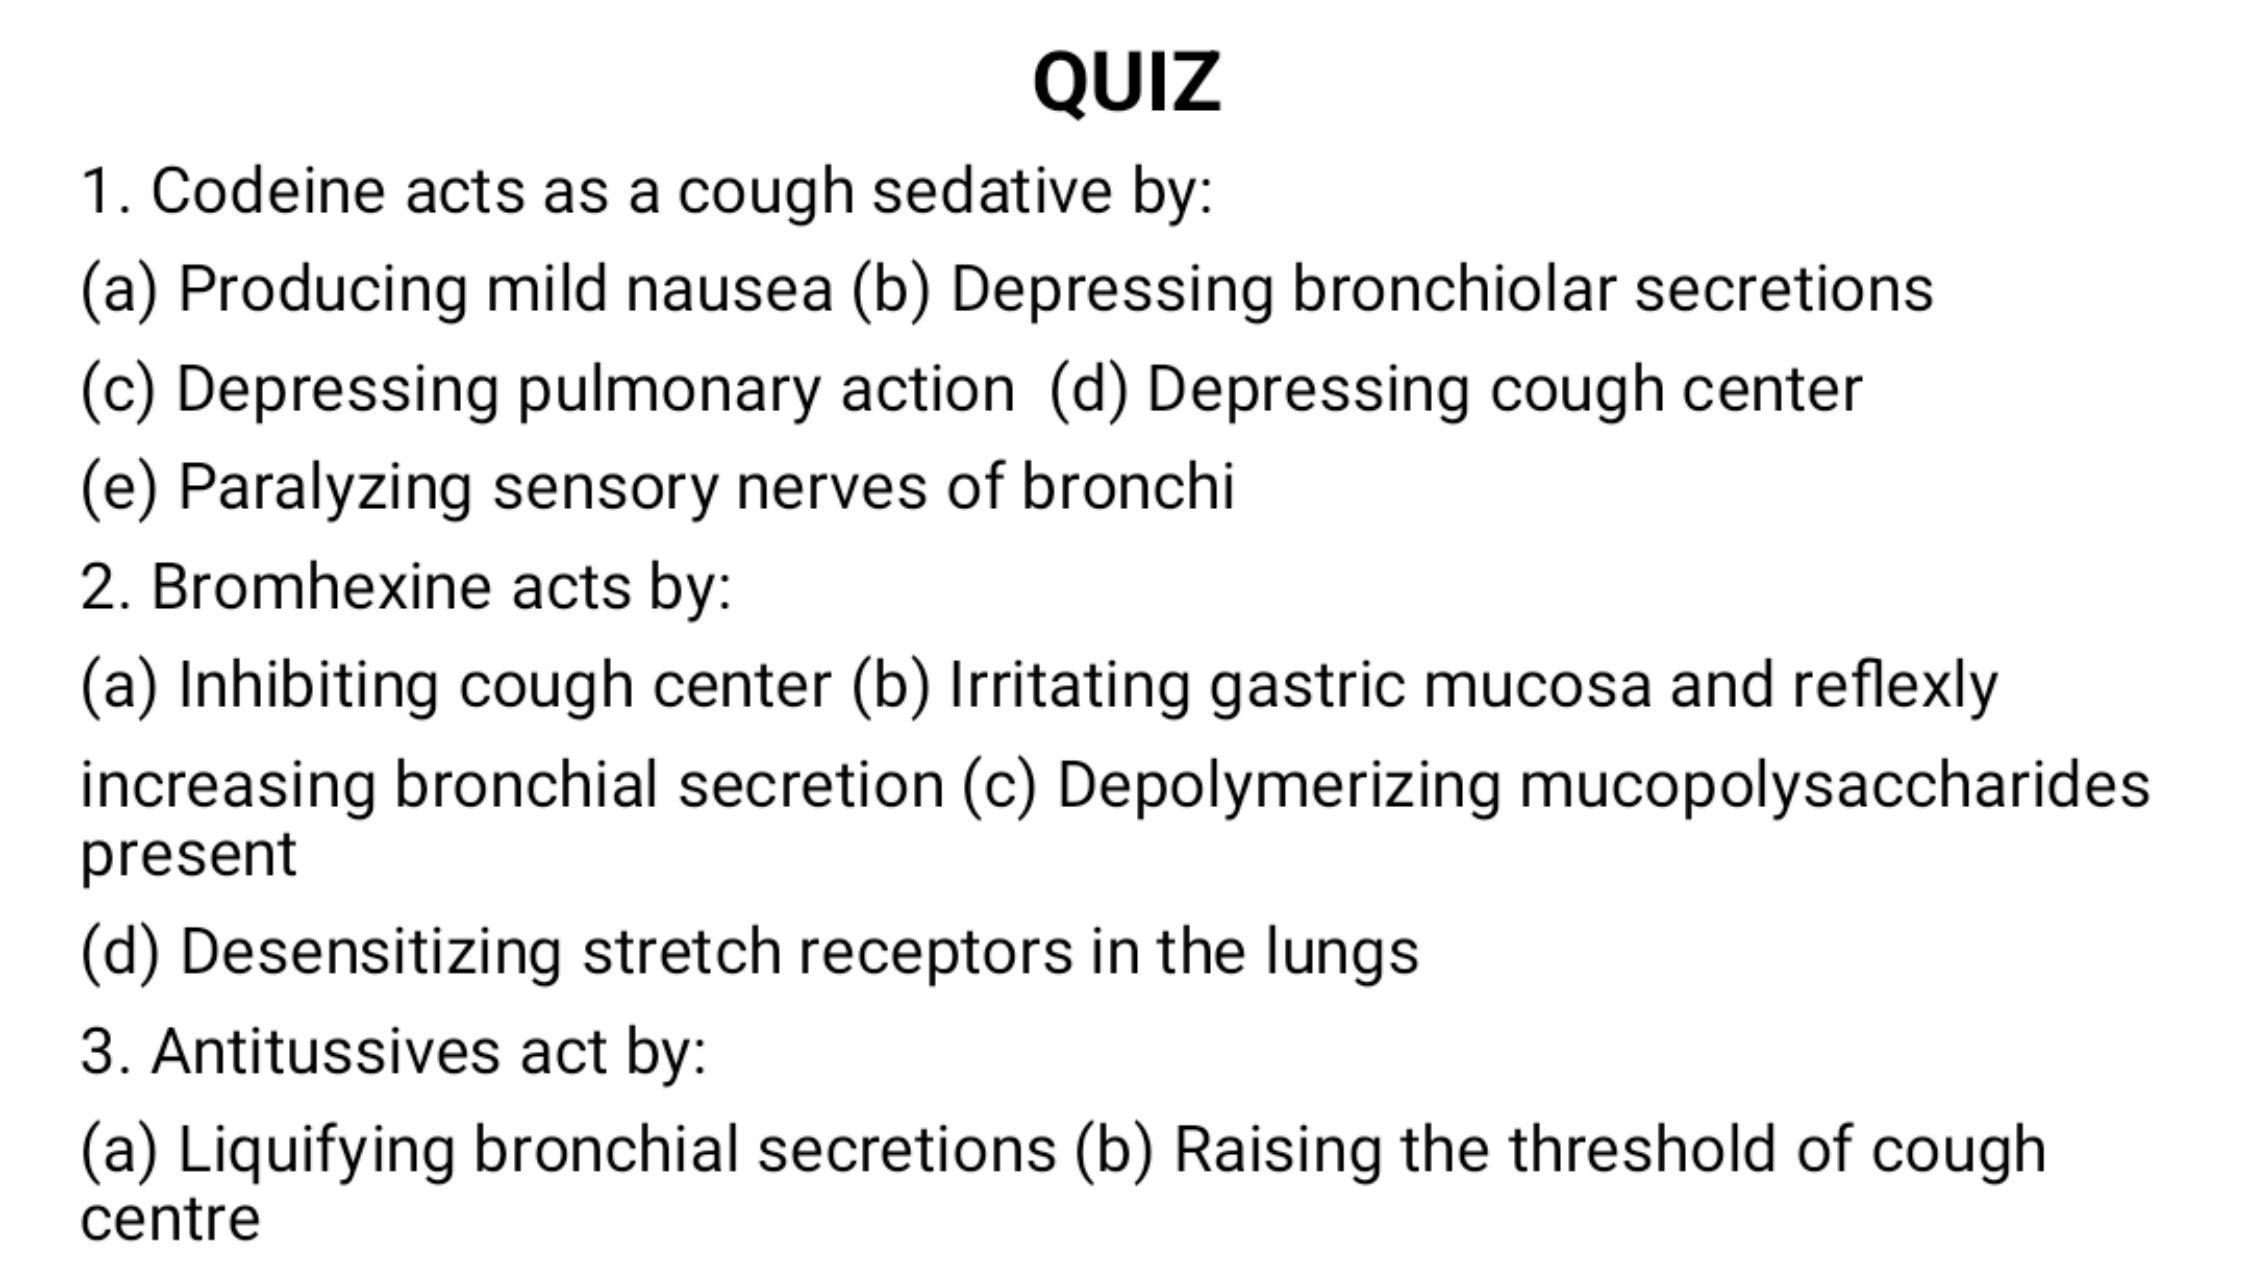 QUIZ
1. Codeine acts as a cough sedative by:
(a) Producing mild nausea (b) Depressing bronchiolar secretions
(c) Depressing pulmonary action (d) Depressing cough center
(e) Paralyzing sensory nerves of bronchi
2. Bromhexine acts by:
(a) Inhibiting cough center (b) Irritating gastric mucosa and reflexly
increasing bronchial secretion (c) Depolymerizing mucopolysaccharides
present
(d) Desensitizing stretch receptors in the lungs
3. Antitussives act by:
(a) Liquifying bronchial secretions (b) Raising the threshold of cough
centre